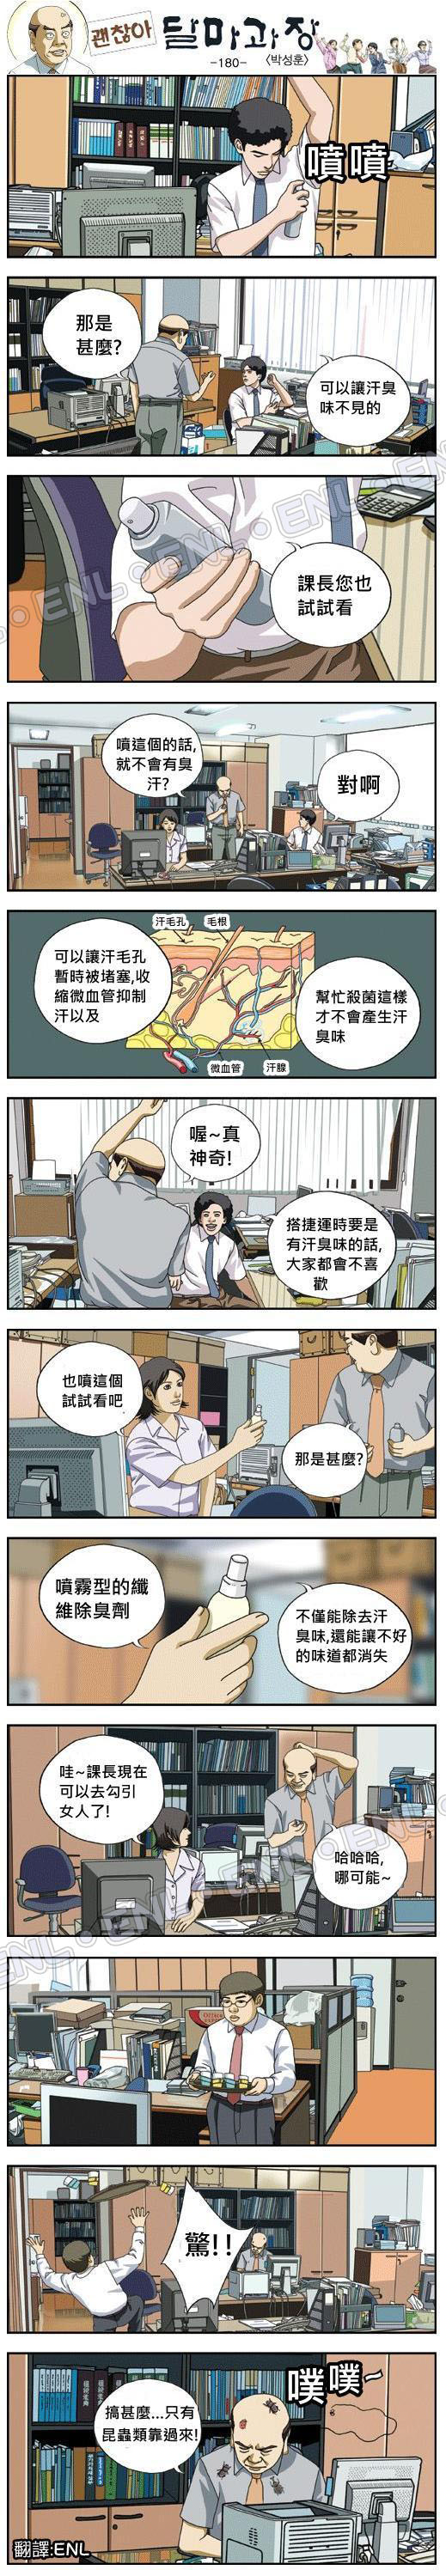 괜찮아
달마과장
-180-
<박성훈>
噴噴
那是
甚麼?
可以讓汗臭
味不見的
課長您也
試試看
噴這個的話,
就不會有臭
汗?
對啊
汗毛孔
毛根
可以讓汗毛孔
暫時被堵塞,收
縮微血管抑制
汗以及
微血管
汗腺
幫忙殺菌這樣
才不會產生汗
臭味
喔~真
神奇!
搭捷運時要是
有汗臭味的話,
大家都會不喜
歡
也噴這個
試試看吧
那是甚麼?
噴霧型的纖
維除臭劑
不僅能除去汗
臭味,還能讓不好
的味道都消失
哇~課長現在
可以去勾引
女人了!
哈哈哈,
哪可能~
驚!!
噗噗~
搞甚麼...只有
昆蟲類靠過來!
翻譯:ENL